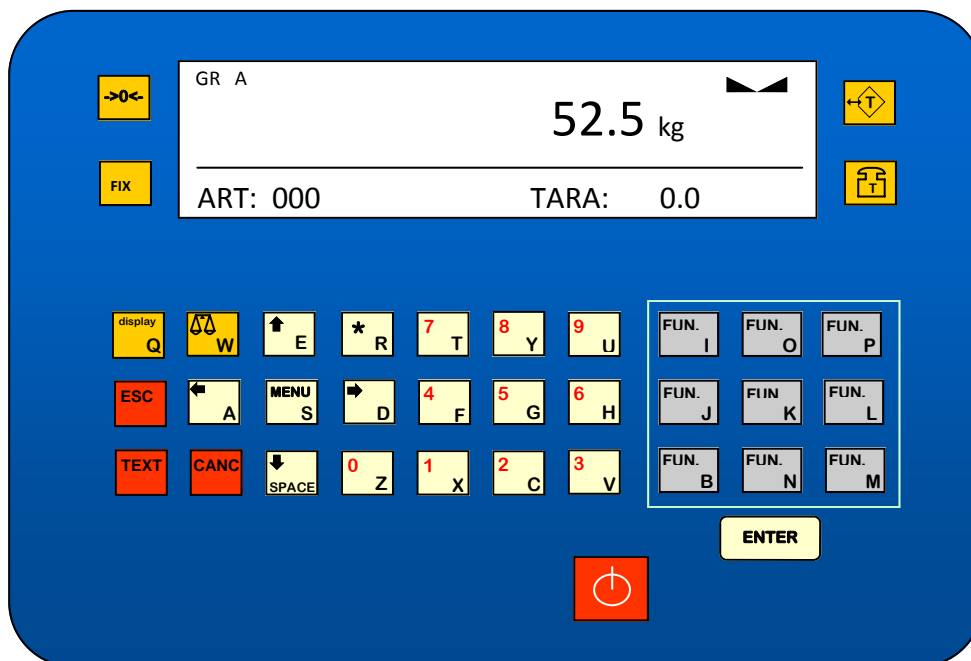 ->0<-
GR A
52.5 kg
T
FIX
ART: 000 TARA: 0.0
T
display Q
W
E
* R
7 T
8 Y
9 U
FUN. I
FUN. O
FUN. P
ESC
A
MENU S
D
4 F
5 G
6 H
FUN. J
FUN K
FUN. L
TEXT
CANC
SPACE
0 Z
1 X
2 C
3 V
FUN. B
FUN. N
FUN. M
ENTER